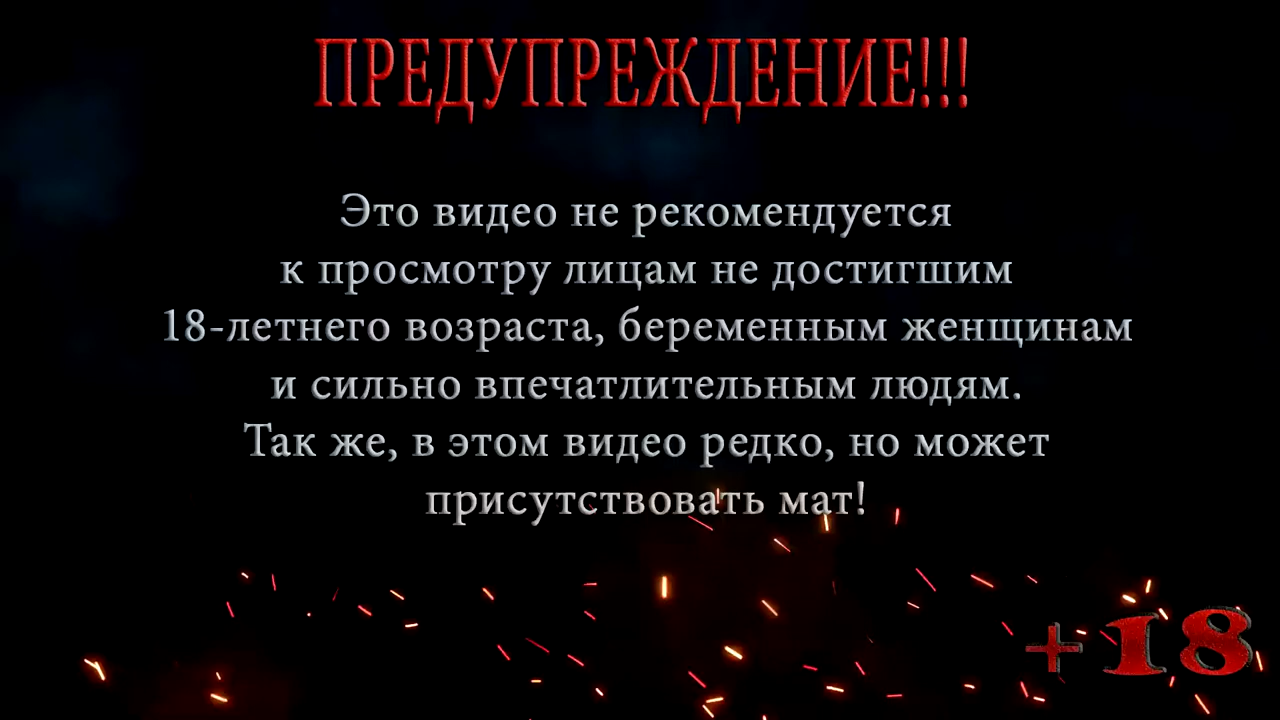 ПРЕДУПРЕЖДЕНИЕ!!!
Это видео не рекомендуется
к просмотру лицам не достигшим
18-летнего возраста, беременным женщинам
и сильно впечатлительным людям.
Так же, в этом видео редко, но может
присутствовать мат!
+18